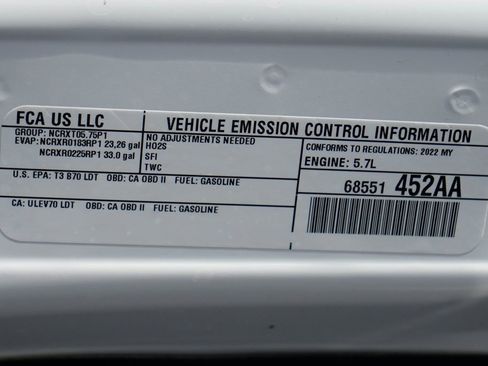 FCA US LLC
VEHICLE EMISSION CONTROL INFORMATION
GROUP: NCRXT05.75P1
EVAP: NCRXR0183RP1 23,26 gal
NCRXR0225RP1 33.0 gal
NO ADJUSTMENTS NEEDED
HO2S
SFI
TWC
CONFORMS TO REGULATIONS: 2022 MY
ENGINE: 5.7L
U.S. EPA: T3 B70 LDT OBD: CA OBD II FUEL: GASOLINE
CA: ULEV70 LDT OBD: CA OBD II FUEL: GASOLINE
68551 452AA